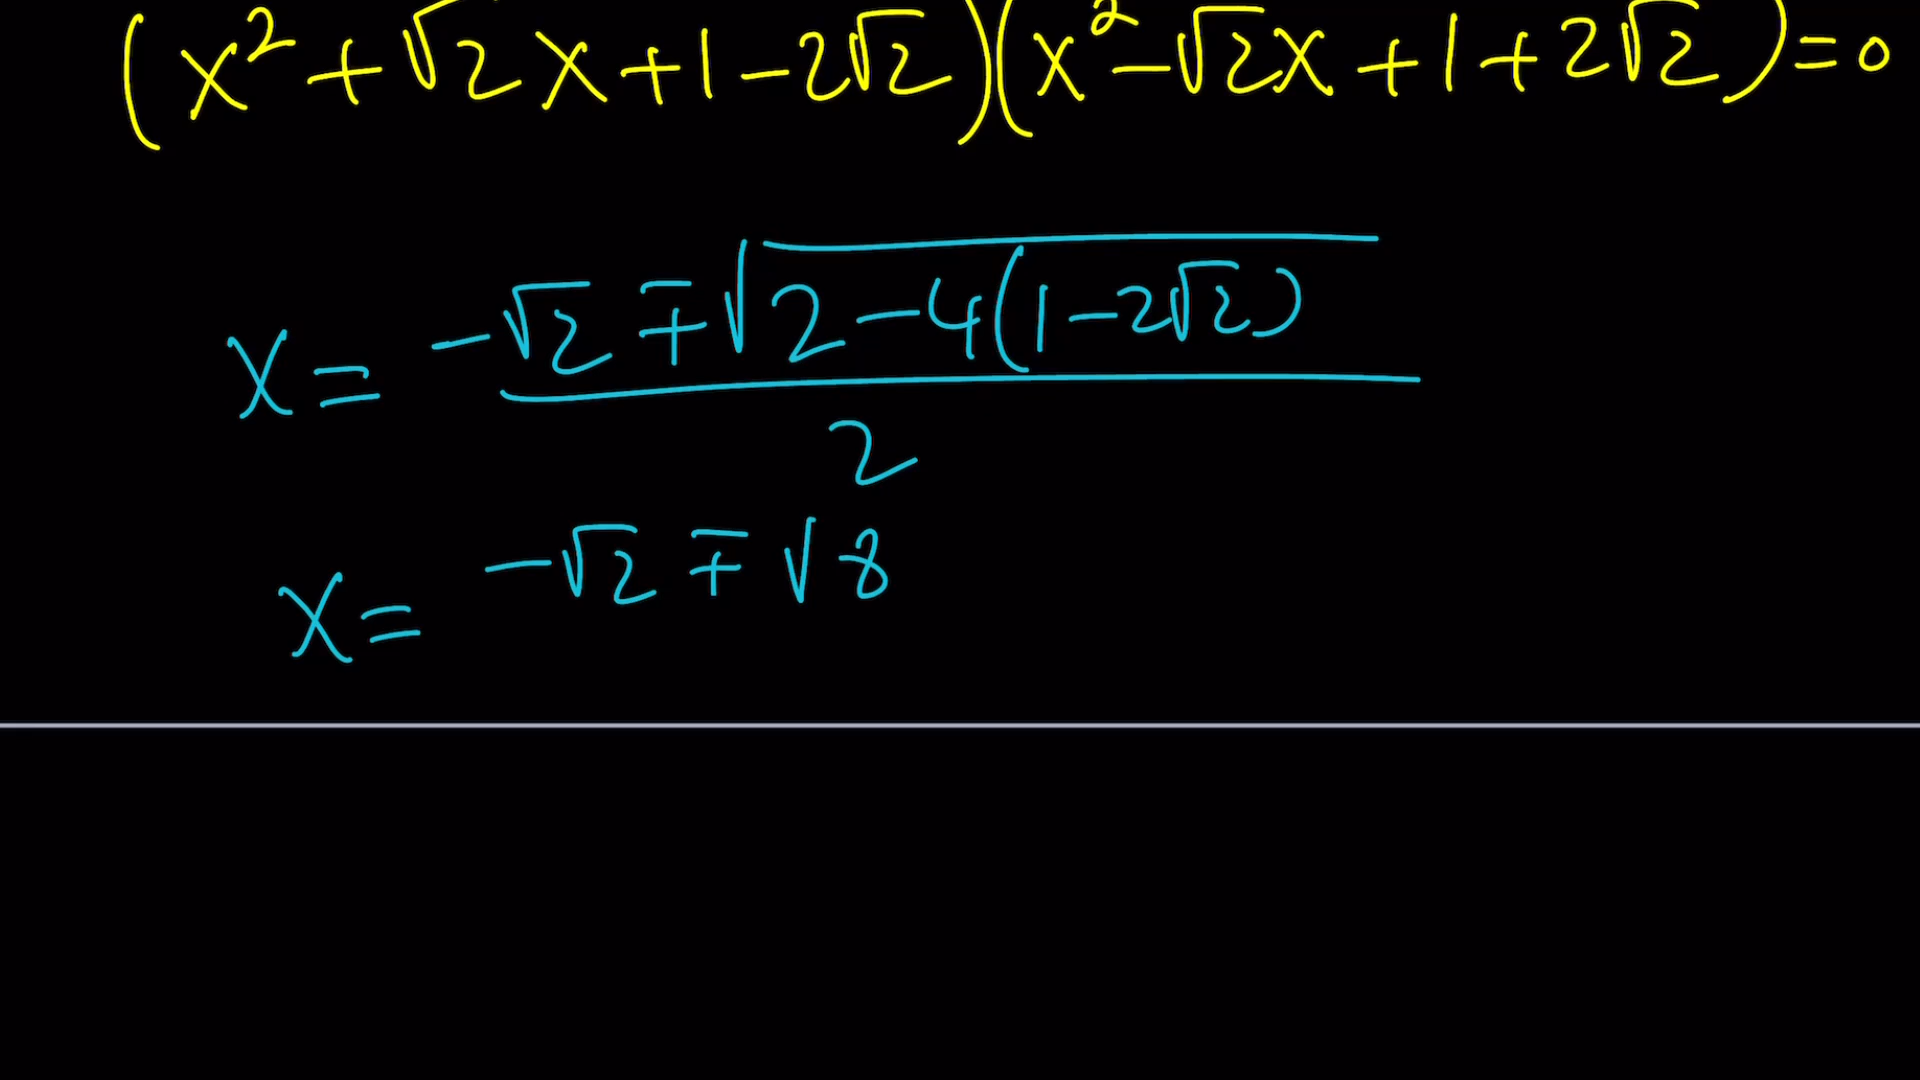 (x²+√2x+1-2√2)(x²-√2x+1+2√2)=0
x= (-√2∓√(2-4(1-2√2)))/2
x= -√2∓√8